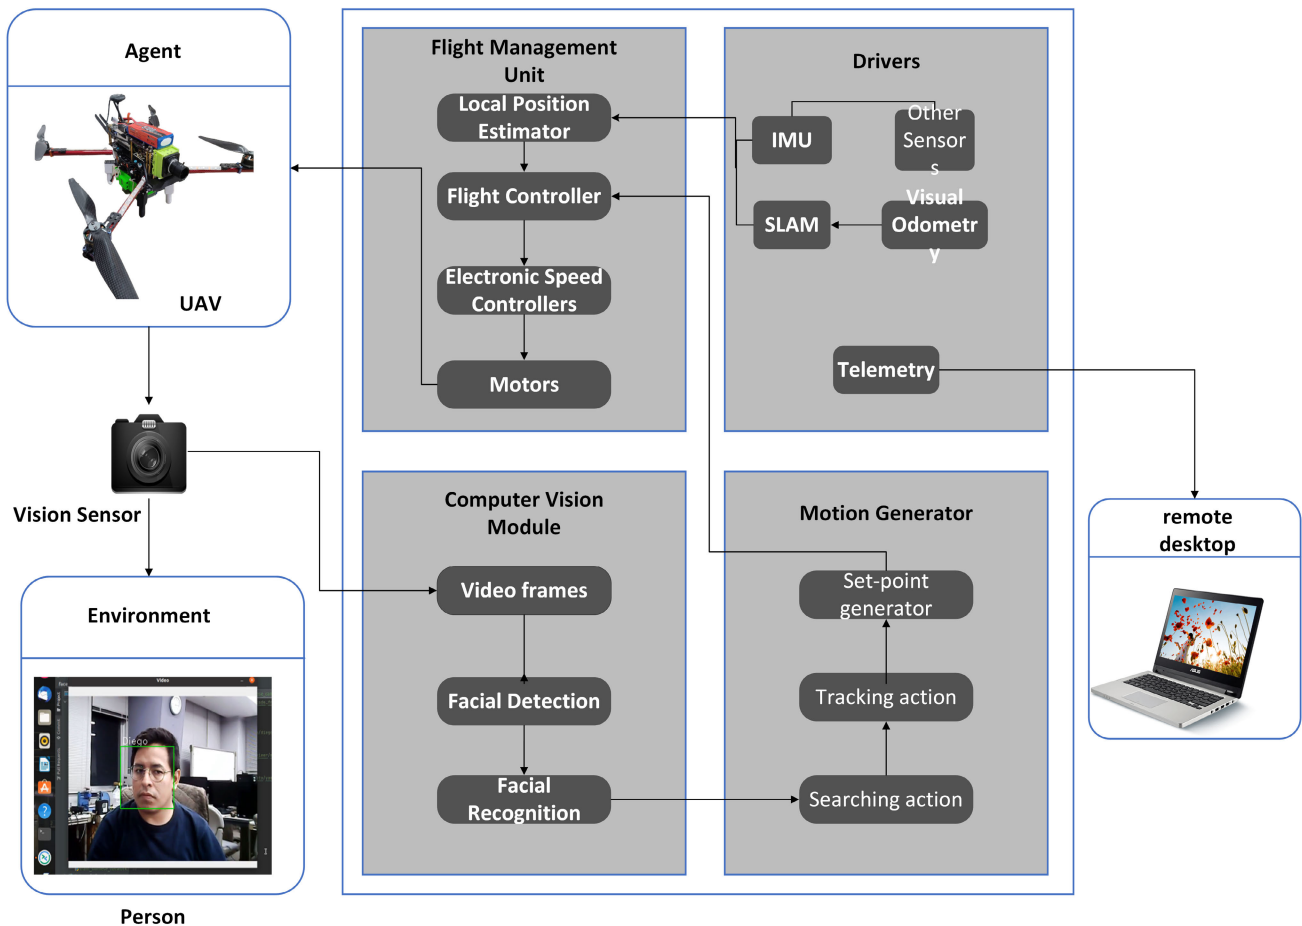 Agent
UAV
Vision Sensor
Environment
Video
Diego
Person
Flight Management
Unit
Local Position
Estimator
Flight Controller
Electronic Speed
Controllers
Motors
Drivers
IMU
Other
Sensor
s
SLAM
Visual
Odometr
y
Telemetry
Computer Vision
Module
Video frames
Facial Detection
Facial
Recognition
Motion Generator
Set-point
generator
Tracking action
Searching action
remote
desktop
ASUS